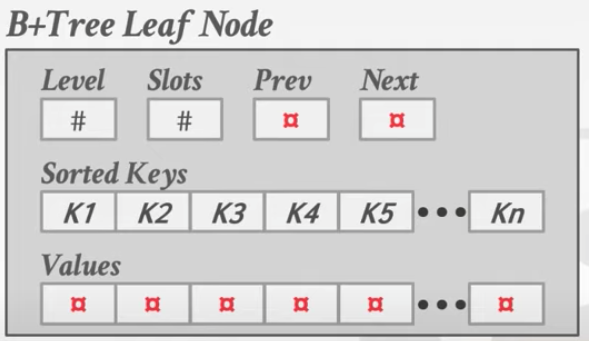 B+Tree Leaf Node
Level Slots Prev Next
# # ¤ ¤
Sorted Keys
K1 K2 K3 K4 K5 ••• Kn
Values
¤ ¤ ¤ ¤ ¤ ••• ¤